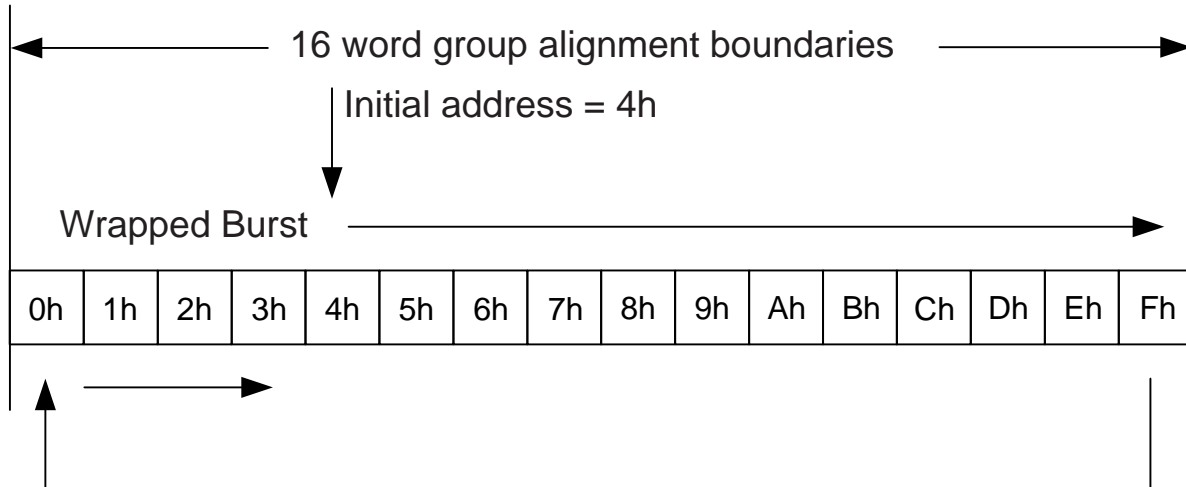 16 word group alignment boundaries
Initial address = 4h
Wrapped Burst
0h 1h 2h 3h 4h 5h 6h 7h 8h 9h Ah Bh Ch Dh Eh Fh